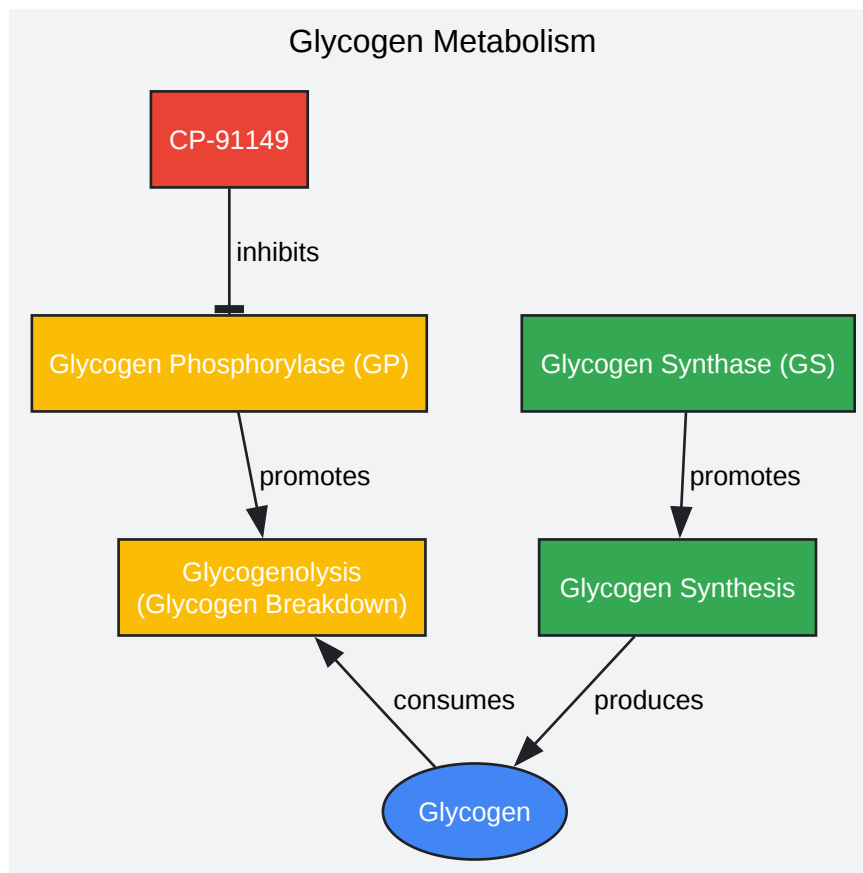 Glycogen Metabolism
CP-91149
inhibits
Glycogen Phosphorylase (GP)
Glycogen Synthase (GS)
promotes
promotes
Glycogenolysis
(Glycogen Breakdown)
Glycogen Synthesis
consumes
produces
Glycogen